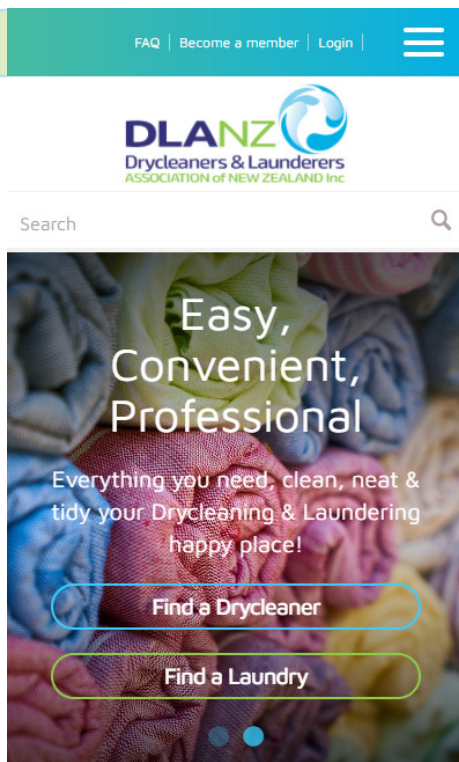 FAQ | Become a member | Login |
DLANZ
Drycleaners & Launderers
ASSOCIATION of NEW ZEALAND Inc
Search
Easy,
Convenient,
Professional
Everything you need, clean, neat &
tidy your Drycleaning & Laundering
happy place!
Find a Drycleaner
Find a Laundry